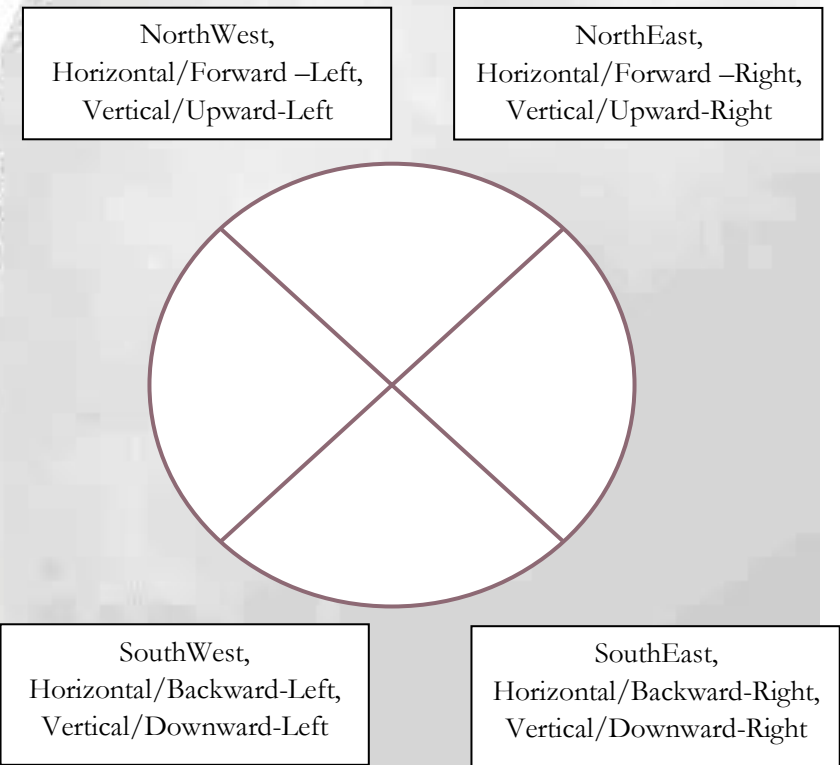 NorthWest,
Horizontal/Forward –Left,
Vertical/Upward-Left
NorthEast,
Horizontal/Forward –Right,
Vertical/Upward-Right
SouthWest,
Horizontal/Backward-Left,
Vertical/Downward-Left
SouthEast,
Horizontal/Backward-Right,
Vertical/Downward-Right